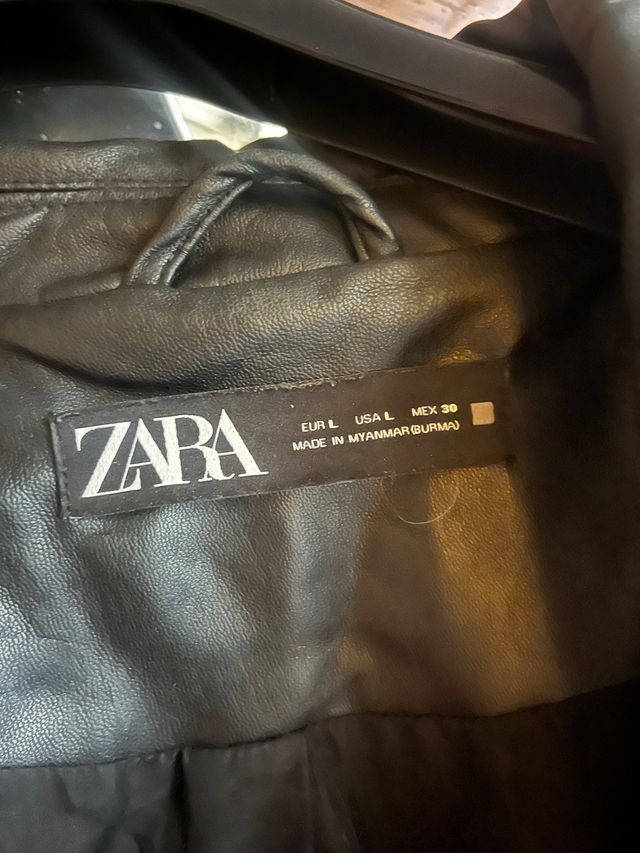 ZARA
EUR L USA L MEX 30
MADE IN MYANMAR (BURMA)